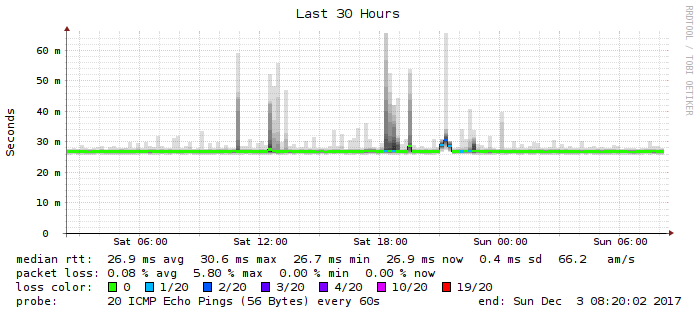 Last 30 Hours
RRDTOOL / TOBI OETIKER
Seconds
60 m
50 m
40 m
30 m
20 m
10 m
0
Sat 06:00 Sat 12:00 Sat 18:00 Sun 00:00 Sun 06:00
median rtt: 26.9 ms avg 30.6 ms max 26.7 ms min 26.9 ms now 0.4 ms sd 66.2 am/s
packet loss: 0.08 % avg 5.80 % max 0.00 % min 0.00 % now
loss color: 0 1/20 2/20 3/20 4/20 10/20 19/20
probe: 20 ICMP Echo Pings (56 Bytes) every 60s end: Sun Dec 3 08:20:02 2017